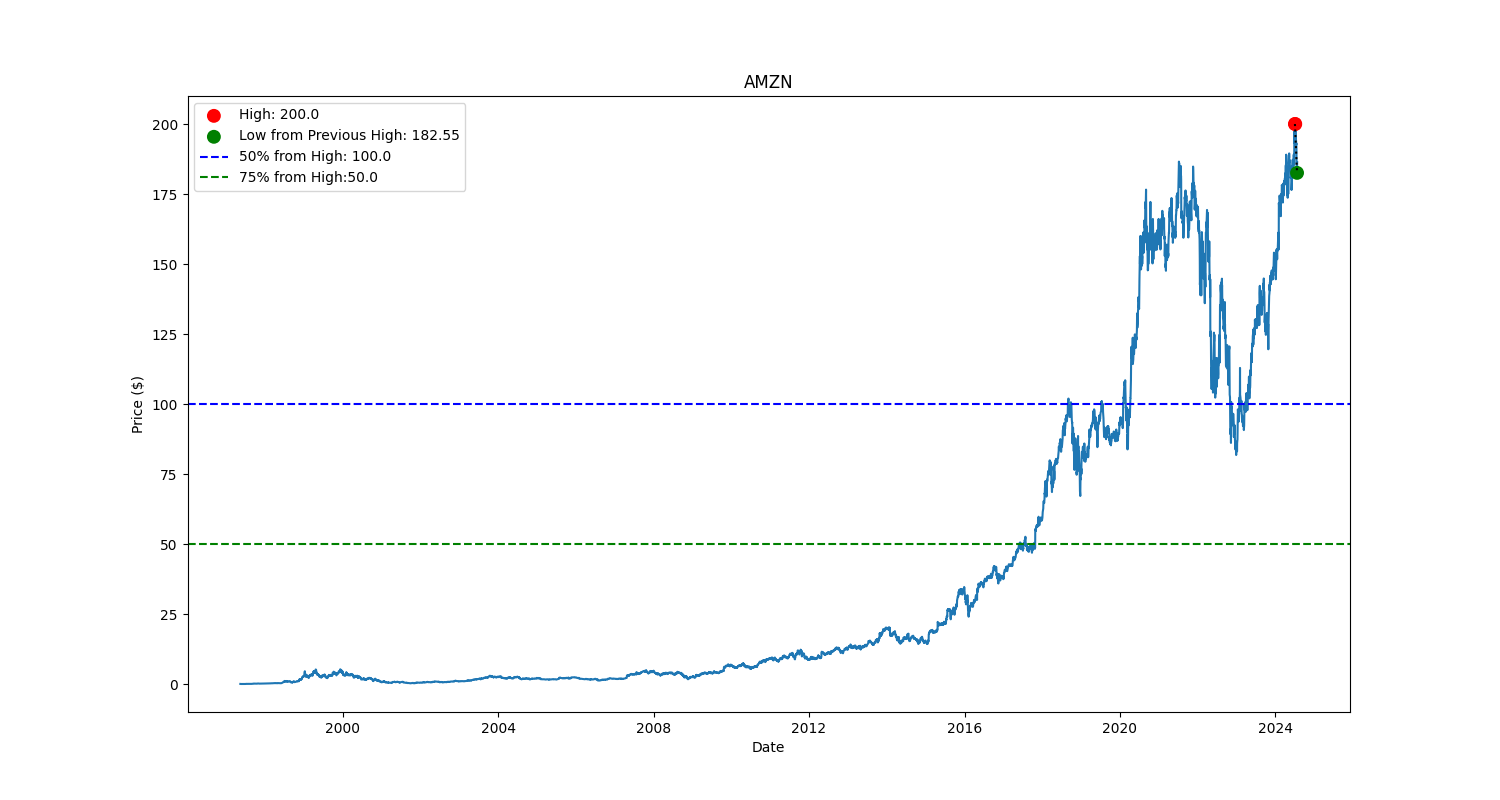 AMZN
High: 200.0
Low from Previous High: 182.55
50% from High: 100.0
75% from High:50.0
200
175
150
125
100
75
50
25
0
Price ($)
2000 2004 2008 2012 2016 2020 2024
Date